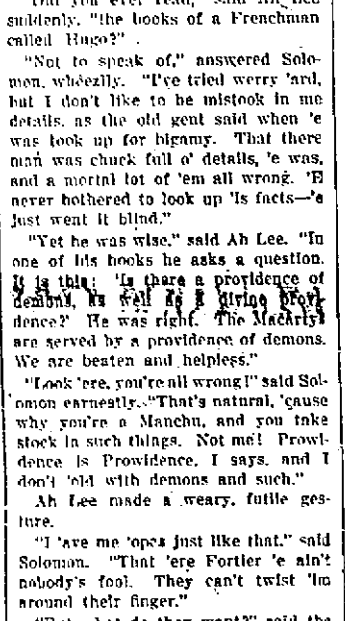 suddenly, "the books of a Frenchman
called Hugo?"
"Not to speak of," answered Solo-
mon, wheezily. "I've tried werry 'ard,
but I don't like to be mistook in me
details, as the old gent said when 'e
was took up for bigamy. That there
man was chuck full o' details, 'e was,
and a mortal lot of 'em all wrong. 'E
never bothered to look up 'is facts—'e
just went it blind."
"Yet he was wise," said Ah Lee. "In
one of his books he asks a question.
It is this: 'Is there a providence of
demons, as well as a divine provi-
dence?' He was right. The MacArtys
are served by a providence of demons.
We are beaten and helpless."
"Look 'ere, you're all wrong!" said Sol-
omon earnestly. "That's natural, 'cause
why you're a Manchu, and you take
stock in such things. Not me! Prowi-
dence is Prowidence, I says, and I
don't 'old with demons and such."
Ah Lee made a weary, futile ges-
ture.
"I 'ave me 'opes just like that," said
Solomon. "That 'ere Fortier 'e ain't
nobody's fool. They can't twist 'im
around their finger."